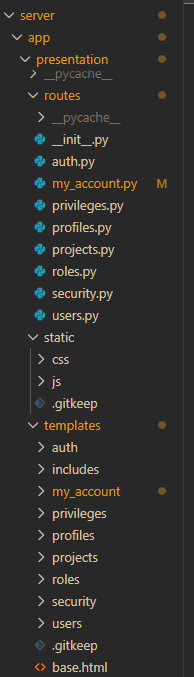 server
app
presentation
__pycache__
routes
__pycache__
__init__.py
auth.py
my_account.py M
privileges.py
profiles.py
projects.py
roles.py
security.py
users.py
static
css
js
.gitkeep
templates
auth
includes
my_account
privileges
profiles
projects
roles
security
users
.gitkeep
<> base.html